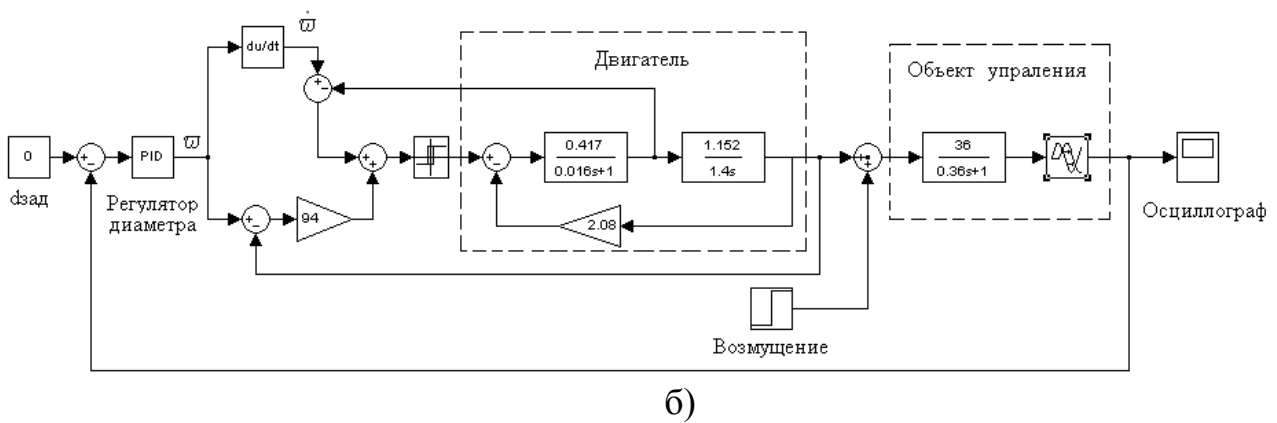 ϖ̇
du/dt
Двигатель
Объект упраления
0
PID
ϖ
0.417
0.016s+1
1.152
1.4s
36
0.36s+1
dзад
Регулятор
диаметра
94
2.08
Осциллограф
Возмущение
б)